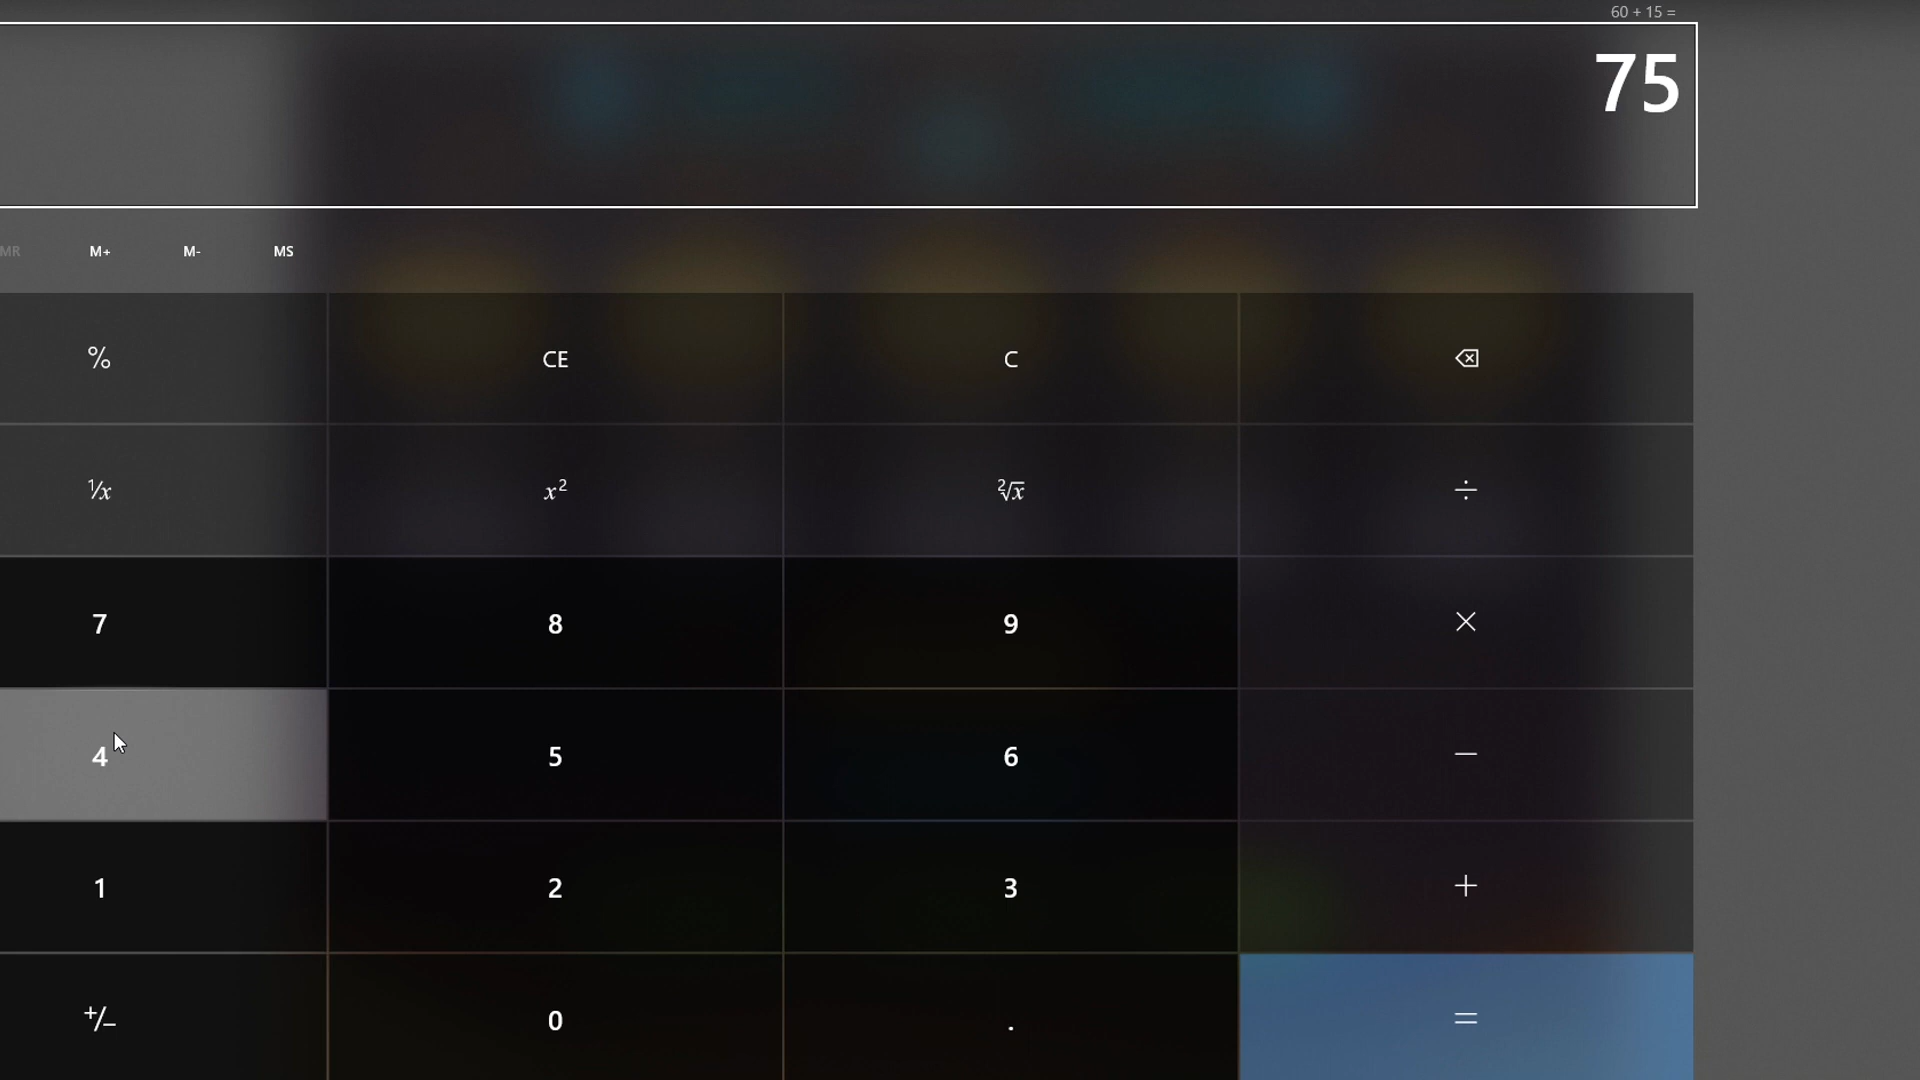 60 + 15 =
75
MR M+ M- MS
% CE C
¹/x x² ²√x ÷
7 8 9 ×
4 5 6 −
1 2 3 +
+/− 0 . =